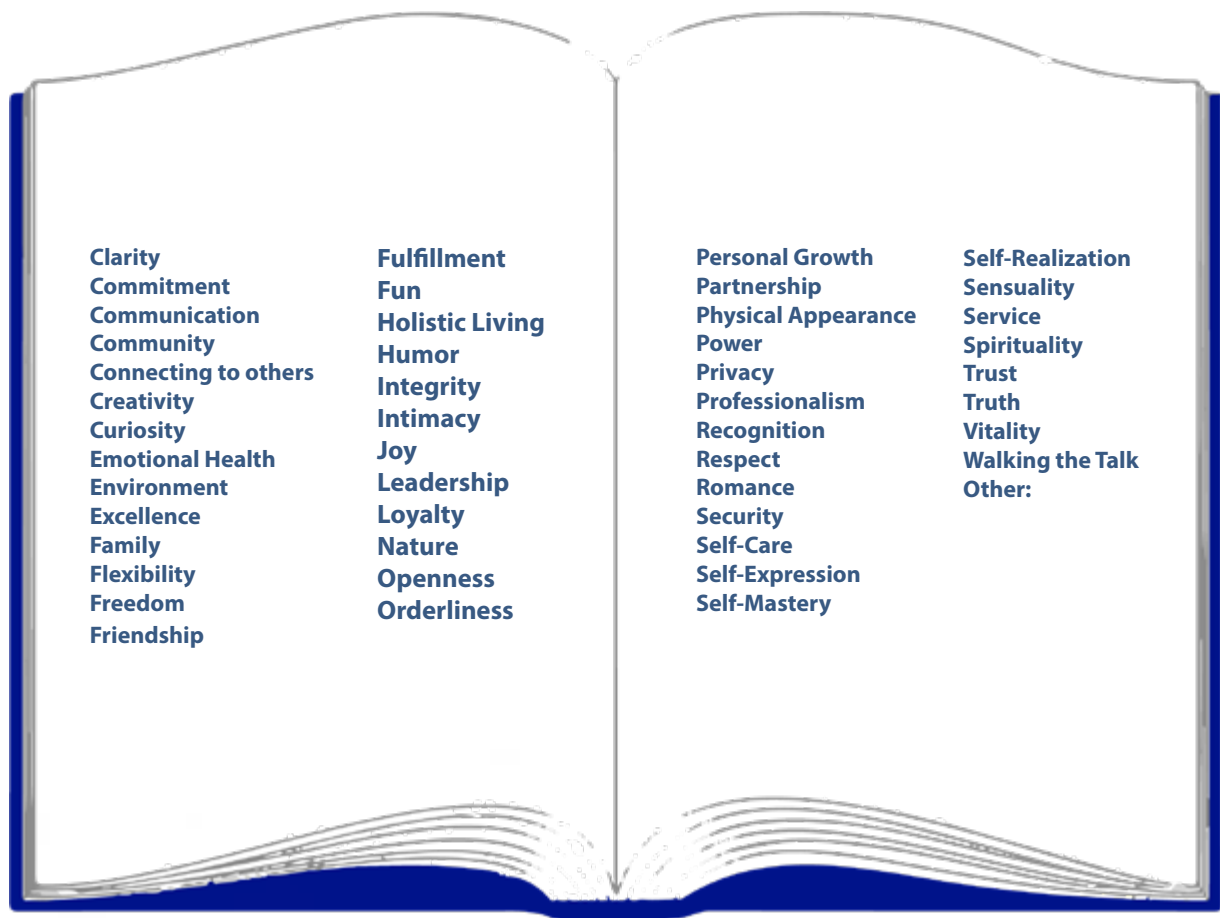 Clarity
Commitment
Communication
Community
Connecting to others
Creativity
Curiosity
Emotional Health
Environment
Excellence
Family
Flexibility
Freedom
Friendship
Fulfillment
Fun
Holistic Living
Humor
Integrity
Intimacy
Joy
Leadership
Loyalty
Nature
Openness
Orderliness
Personal Growth
Partnership
Physical Appearance
Power
Privacy
Professionalism
Recognition
Respect
Romance
Security
Self-Care
Self-Expression
Self-Mastery
Self-Realization
Sensuality
Service
Spirituality
Trust
Truth
Vitality
Walking the Talk
Other: